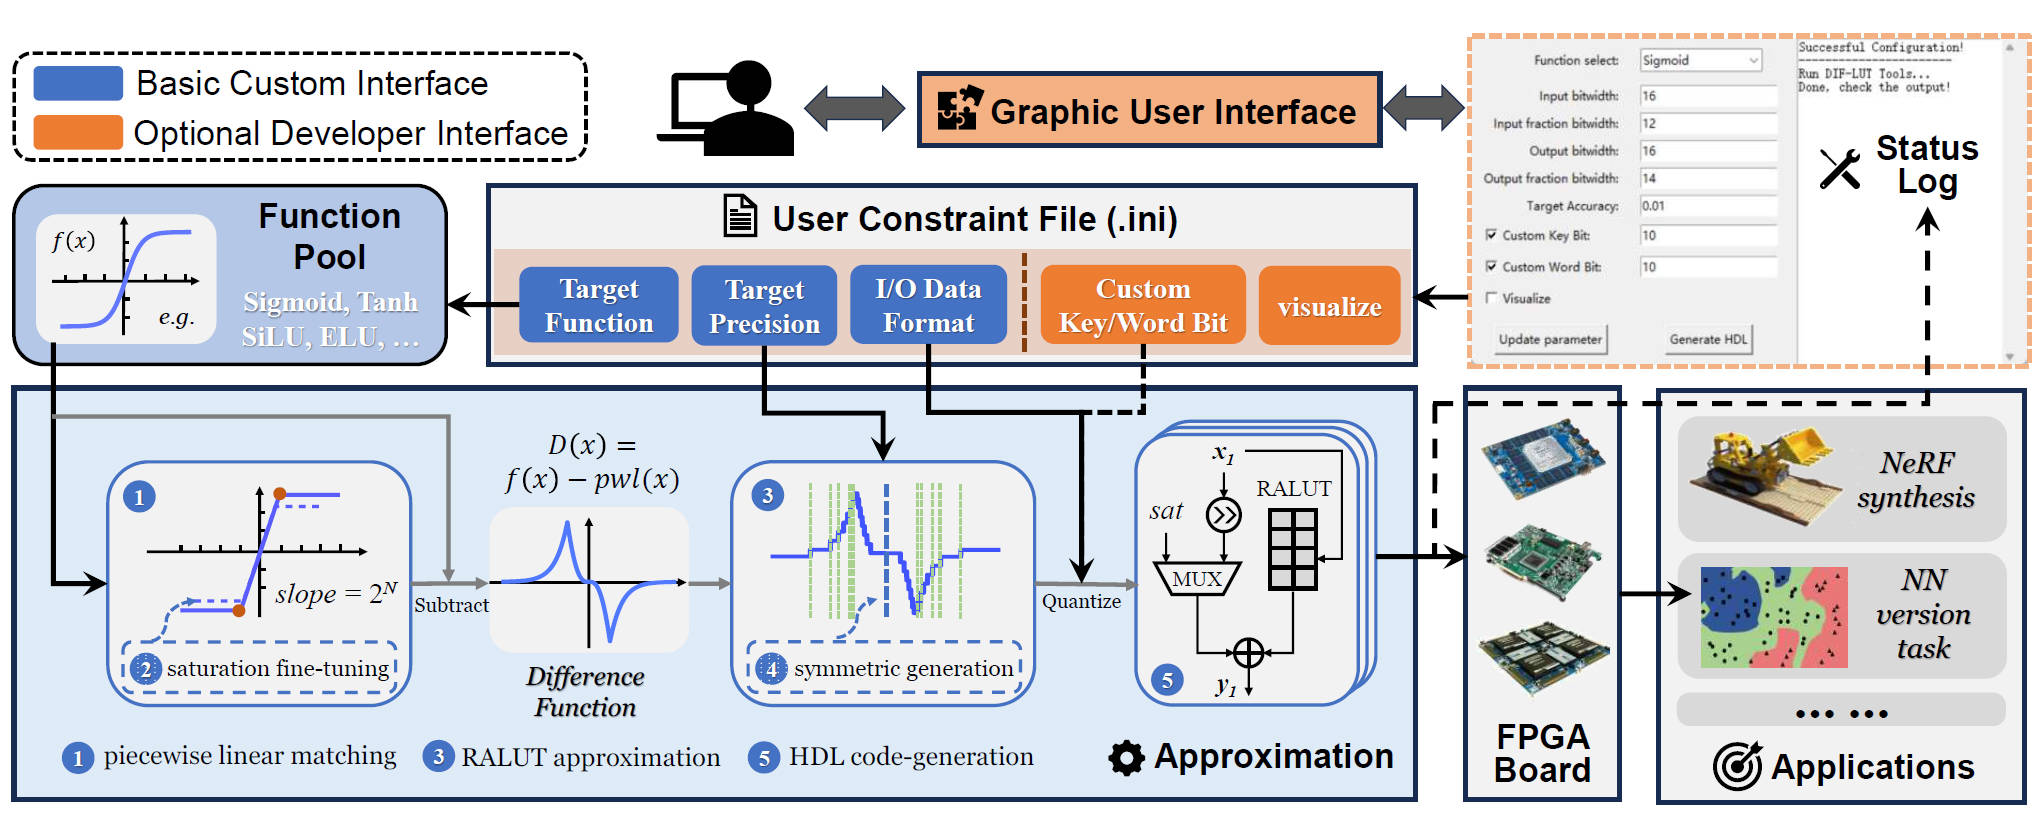 Basic Custom Interface
Optional Developer Interface
Graphic User Interface
Function select: Sigmoid
Input bitwidth: 16
Input fraction bitwidth: 12
Output bitwidth: 16
Output fraction bitwidth: 14
Target Accuracy: 0.01
Custom Key Bit: 10
Custom Word Bit: 10
Visualize
Update parameter
Generate HDL
Successful Configuration!
-----------------------
Run DIF-LUT Tools...
Done, check the output!
Status
Log
f(x)
e.g.
Function
Pool
Sigmoid, Tanh
SiLU, ELU, ...
User Constraint File (.ini)
Target
Function
Target
Precision
I/O Data
Format
Custom
Key/Word Bit
visualize
1
slope = 2^N
2 saturation fine-tuning
Subtract
D(x) =
f(x) − pwl(x)
Difference
Function
3
4 symmetric generation
Quantize
x1
sat
>>
RALUT
MUX
y1
5
1 piecewise linear matching
3 RALUT approximation
5 HDL code-generation
Approximation
FPGA
Board
NeRF
synthesis
NN
version
task
... ...
Applications